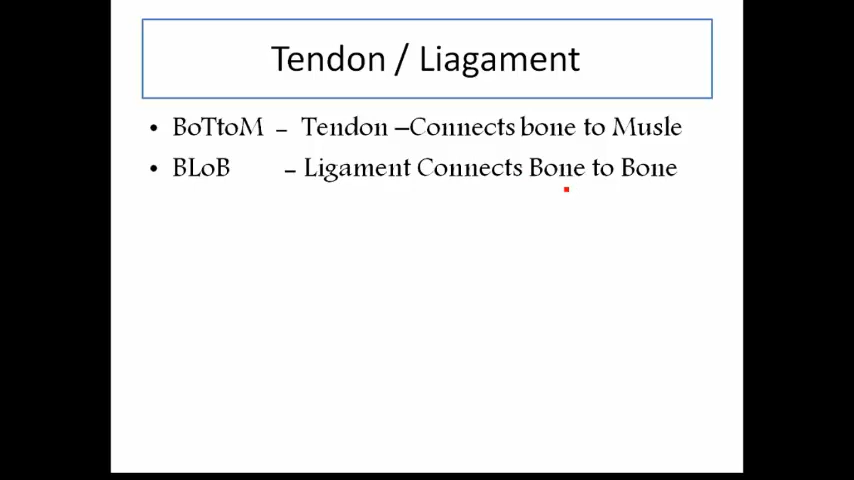 Tendon / Liagament
• BoTtoM – Tendon –Connects bone to Musle
• BLoB – Ligament Connects Bone to Bone